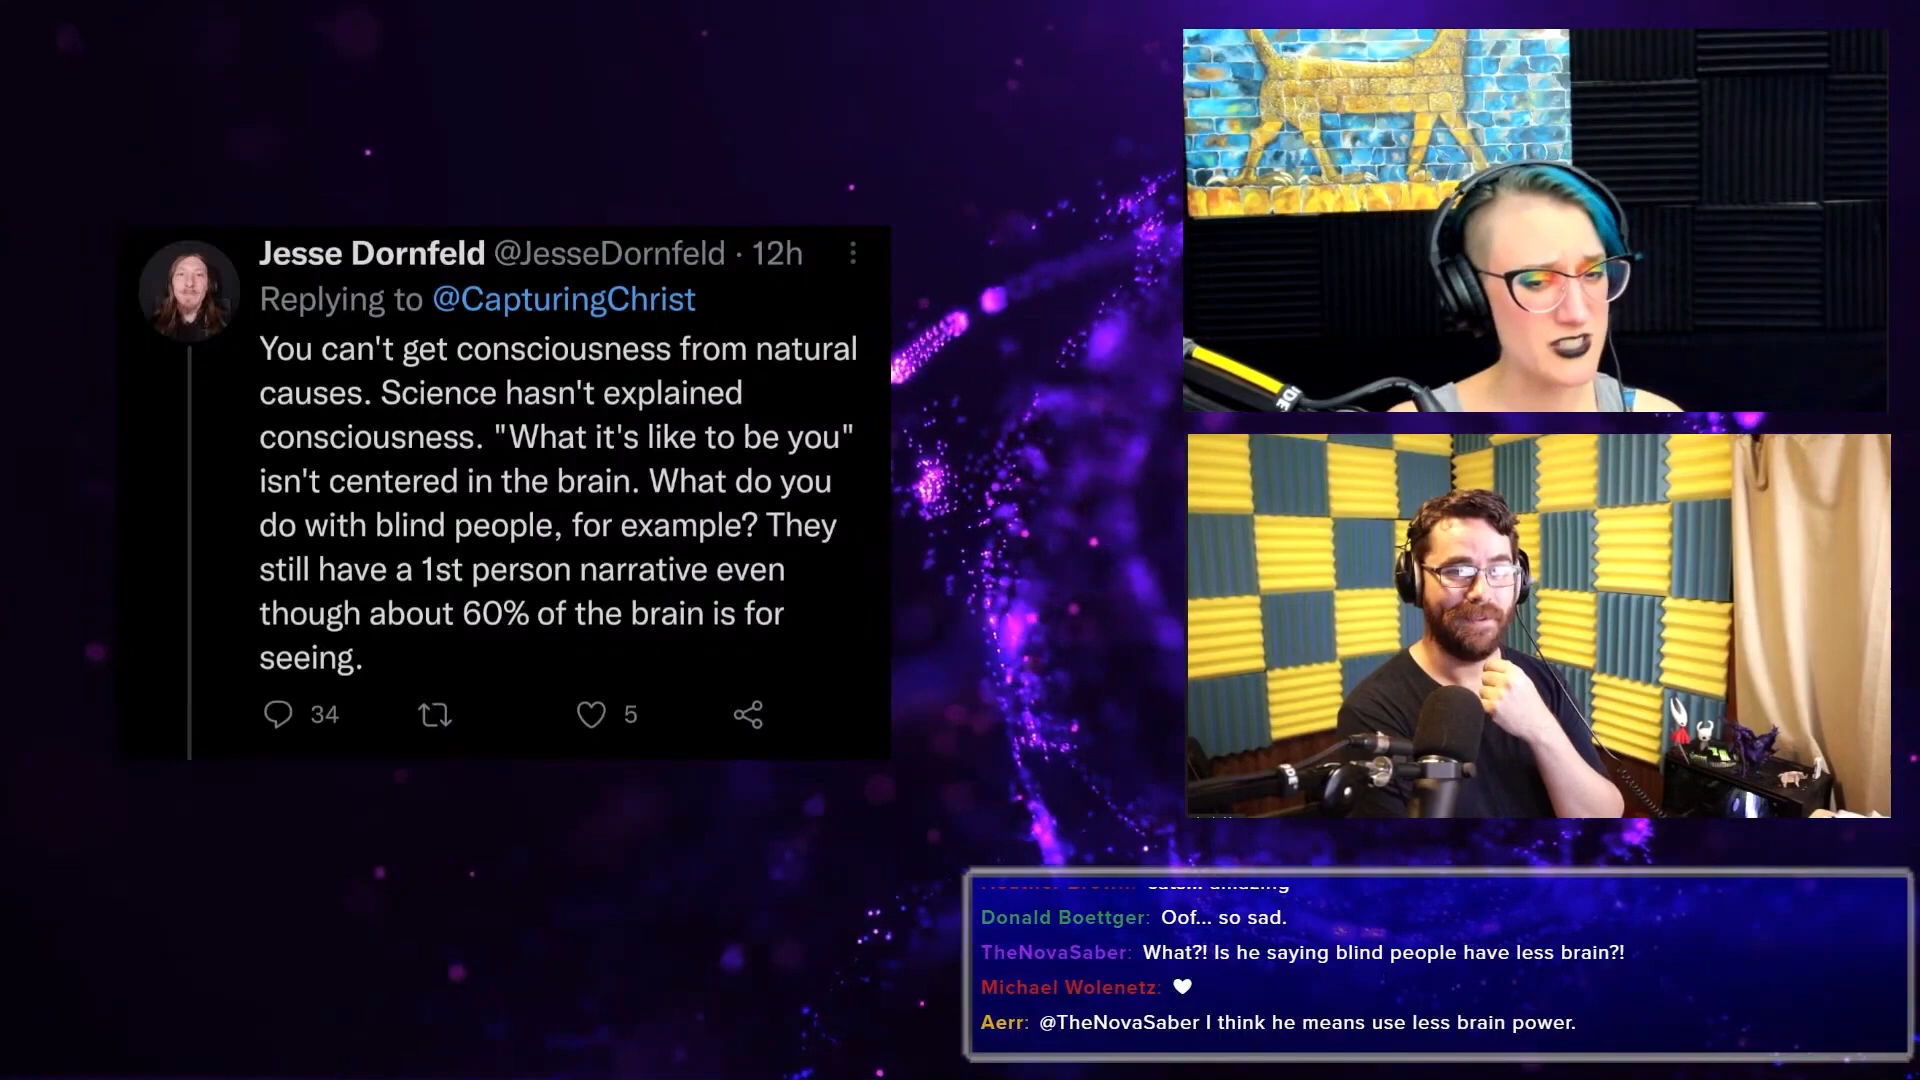 Jesse Dornfeld @JesseDornfeld · 12h
Replying to @CapturingChrist
You can't get consciousness from natural
causes. Science hasn't explained
consciousness. "What it's like to be you"
isn't centered in the brain. What do you
do with blind people, for example? They
still have a 1st person narrative even
though about 60% of the brain is for
seeing.
34
5
amazing
Donald Boettger: Oof... so sad.
TheNovaSaber: What?! Is he saying blind people have less brain?!
Michael Wolenetz: 🤍
Aerr: @TheNovaSaber I think he means use less brain power.